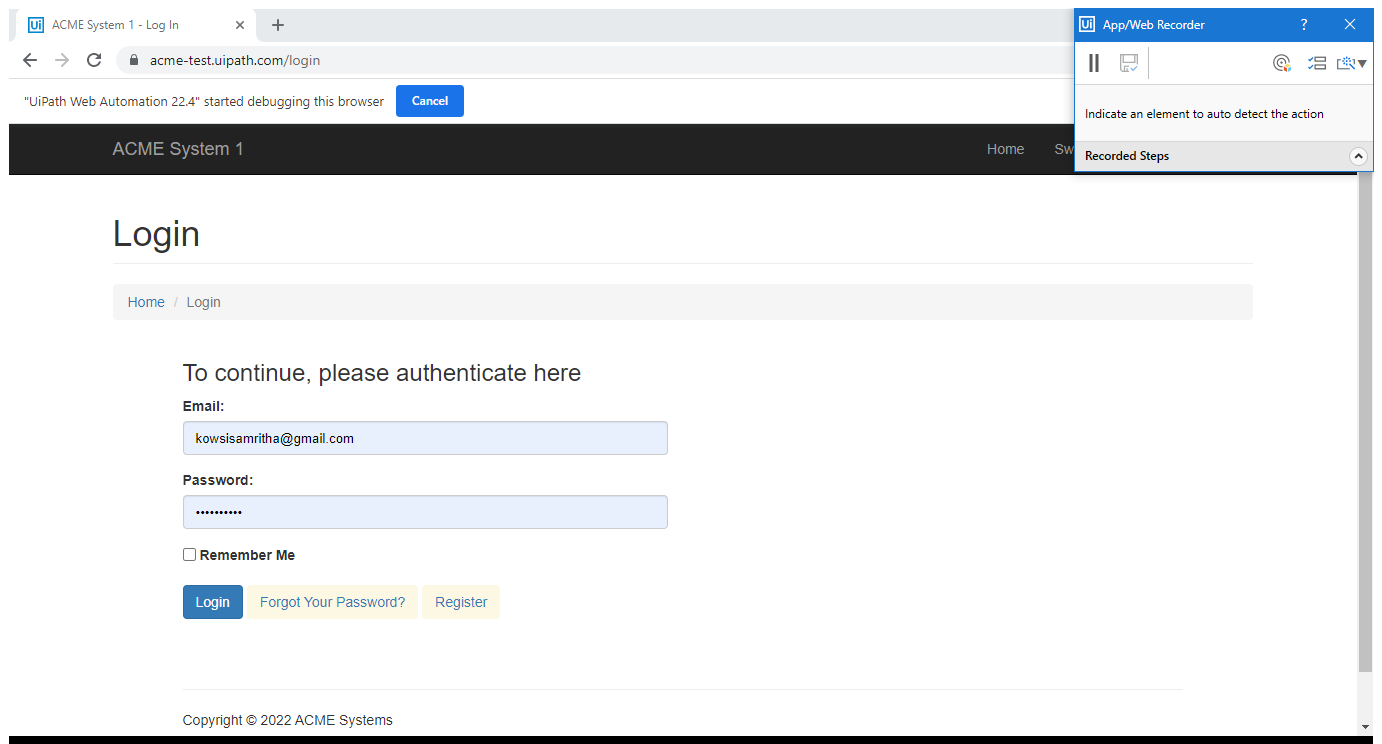 Ui ACME System 1 - Log In
Ui App/Web Recorder ?
acme-test.uipath.com/login
"UiPath Web Automation 22.4" started debugging this browser Cancel
Indicate an element to auto detect the action
ACME System 1 Home Sw
Recorded Steps
Login
Home / Login
To continue, please authenticate here
Email:
kowsisamritha@gmail.com
Password:
••••••••••
Remember Me
Login Forgot Your Password? Register
Copyright © 2022 ACME Systems